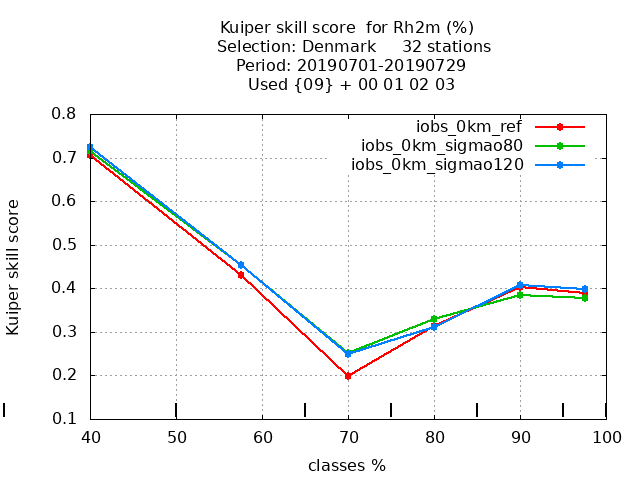 Kuiper skill score  for Rh2m (%)
Selection: Denmark     32 stations
Period: 20190701-20190729
Used {09} + 00 01 02 03
iobs_0km_ref
iobs_0km_sigmao80
iobs_0km_sigmao120
Kuiper skill score
0.8
0.7
0.6
0.5
0.4
0.3
0.2
0.1
40 50 60 70 80 90 100
classes %